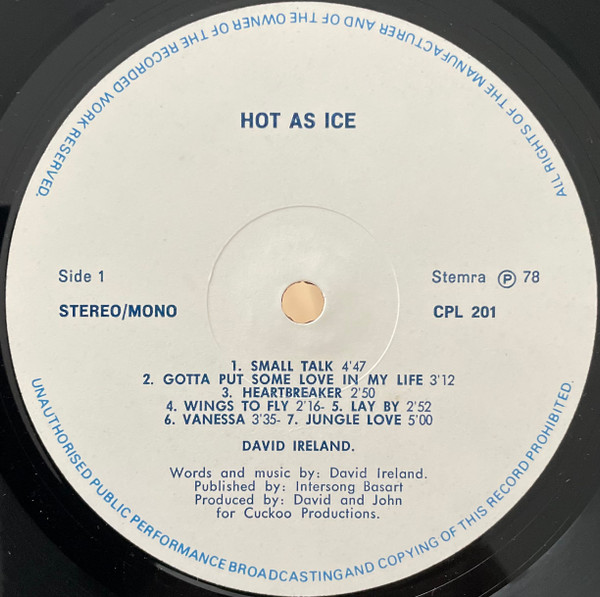 ALL RIGHTS OF THE MANUFACTURER AND OF THE OWNER OF THE RECORDED WORK RESERVED.
HOT AS ICE
Side 1
Stemra Ⓟ 78
STEREO/MONO
CPL 201
1. SMALL TALK 4'47
2. GOTTA PUT SOME LOVE IN MY LIFE 3'12
3. HEARTBREAKER 2'50
4. WINGS TO FLY 2'16- 5. LAY BY 2'52
6. VANESSA 3'35- 7. JUNGLE LOVE 5'00
DAVID IRELAND.
Words and music by: David Ireland.
Published by: Intersong Basart
Produced by: David and John
for Cuckoo Productions.
UNAUTHORISED PUBLIC PERFORMANCE BROADCASTING AND COPYING OF THIS RECORD PROHIBITED.